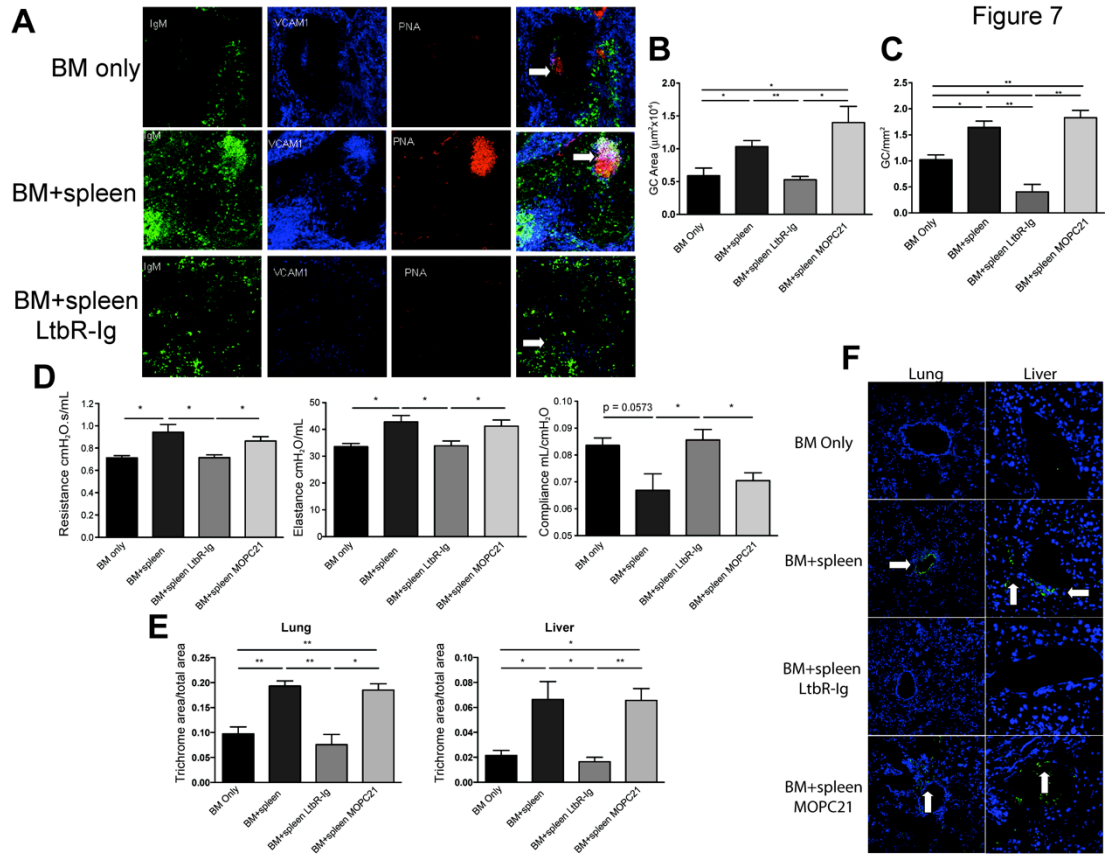 Figure 7
A
IgM
VCAM1
PNA
BM only
IgM
VCAM1
PNA
BM+spleen
IgM
VCAM1
PNA
BM+spleen
LtbR-Ig
B
GC Area (μm²x10⁴)
2.0
1.5
1.0
0.5
0.0
*
* ** *
BM Only
BM+spleen
BM+spleen LtbR-Ig
BM+spleen MOPC21
C
GC/mm²
2.5
2.0
1.5
1.0
0.5
0.0
**
*
* ** **
BM Only
BM+spleen
BM+spleen LtbR-Ig
BM+spleen MOPC21
D
Resistance cmH₂O.s/mL
1.0
0.8
0.6
0.4
0.2
0.0
* * *
BM only
BM+spleen
BM+spleen LtbR-Ig
BM+spleen MOPC21
Elastance cmH₂O/mL
50
40
30
20
10
0
* * *
BM only
BM+spleen
BM+spleen LtbR-Ig
BM+spleen MOPC21
Compliance mL/cmH₂O
0.10
0.09
0.08
0.07
0.06
0.05
p = 0.0573 * *
BM only
BM+spleen
BM+spleen LtbR-Ig
BM+spleen MOPC21
E
Lung
Trichrome area/total area
0.25
0.20
0.15
0.10
0.05
0.00
**
** ** *
BM Only
BM+spleen
BM+spleen LtbR-Ig
BM+spleen MOPC21
Liver
Trichrome area/total area
0.10
0.08
0.06
0.04
0.02
0.00
*
* * **
BM Only
BM+spleen
BM+spleen LtbR-Ig
BM+spleen MOPC21
F
Lung Liver
BM Only
BM+spleen
BM+spleen
LtbR-Ig
BM+spleen
MOPC21